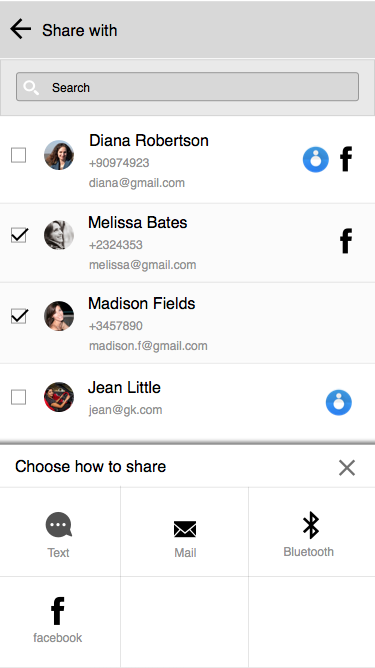 Share with
Search
Diana Robertson
+90974923
diana@gmail.com
Melissa Bates
+2324353
melissa@gmail.com
Madison Fields
+3457890
madison.f@gmail.com
Jean Little
jean@gk.com
Choose how to share
Text
Mail
Bluetooth
facebook